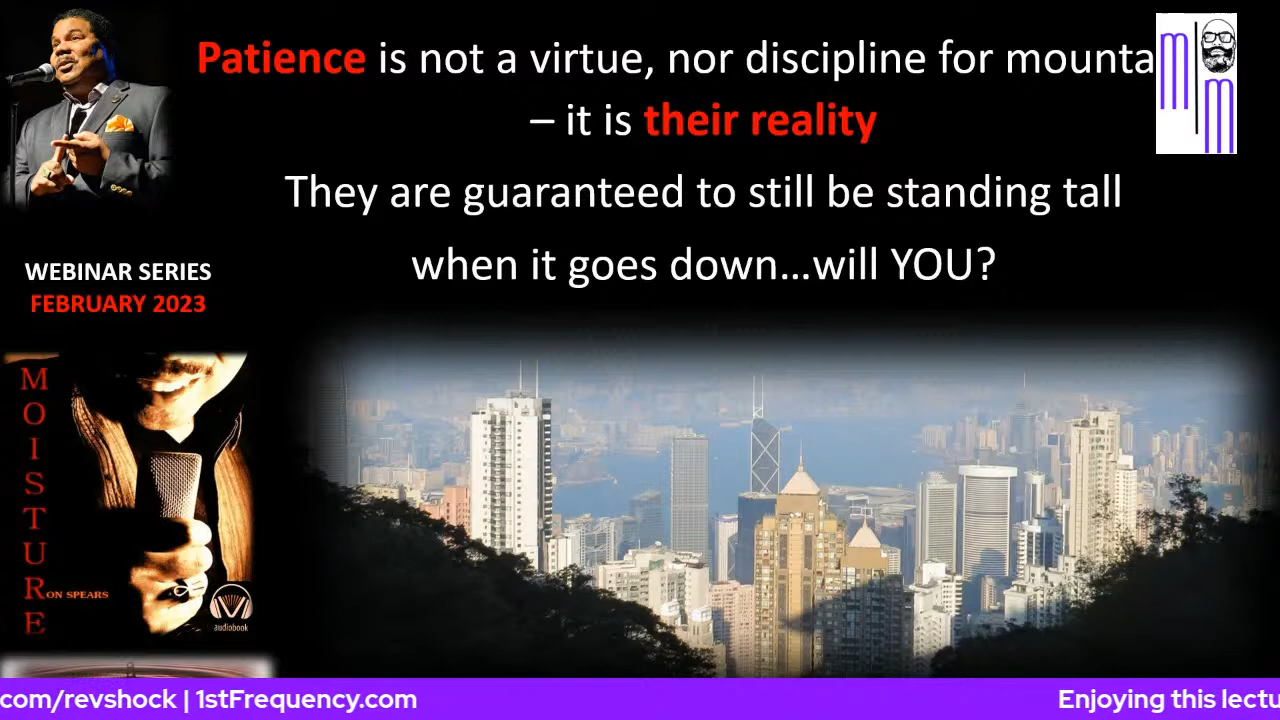 Patience is not a virtue, nor discipline for mounta
– it is their reality
They are guaranteed to still be standing tall
when it goes down...will YOU?
m|m
WEBINAR SERIES
FEBRUARY 2023
MOISTURE
RON SPEARS
audiobook
com/revshock | 1stFrequency.com
Enjoying this lectu